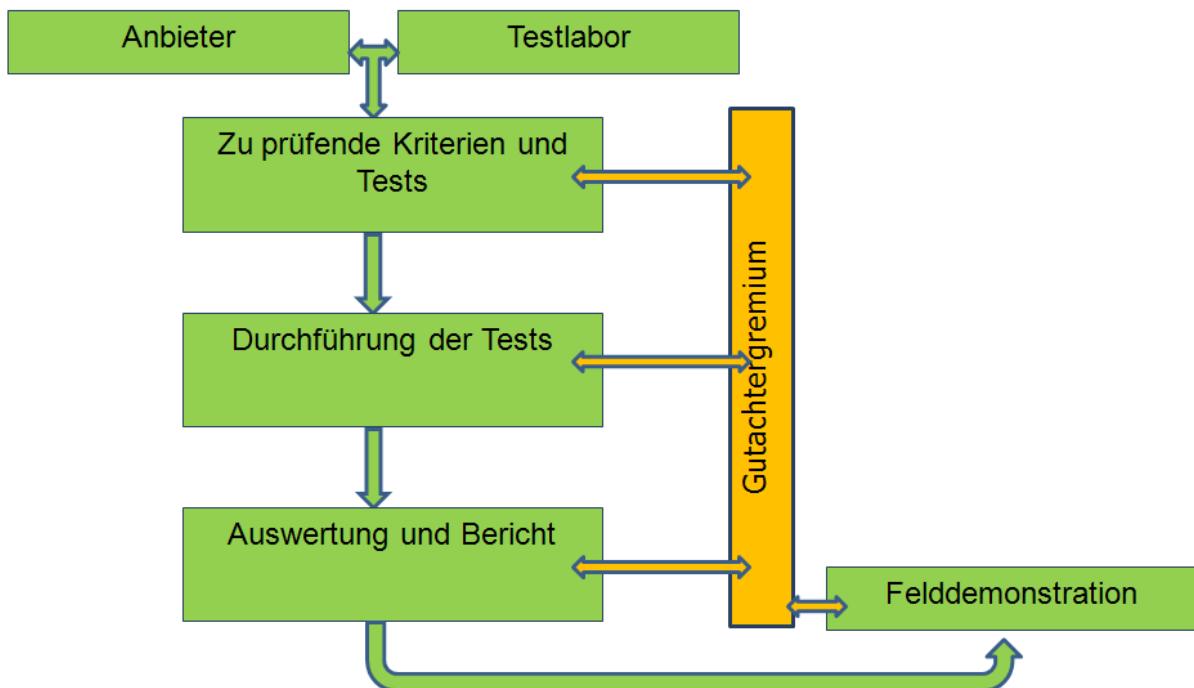 Anbieter
Testlabor
Zu prüfende Kriterien und
Tests
Durchführung der Tests
Gutachtergremium
Auswertung und Bericht
Felddemonstration